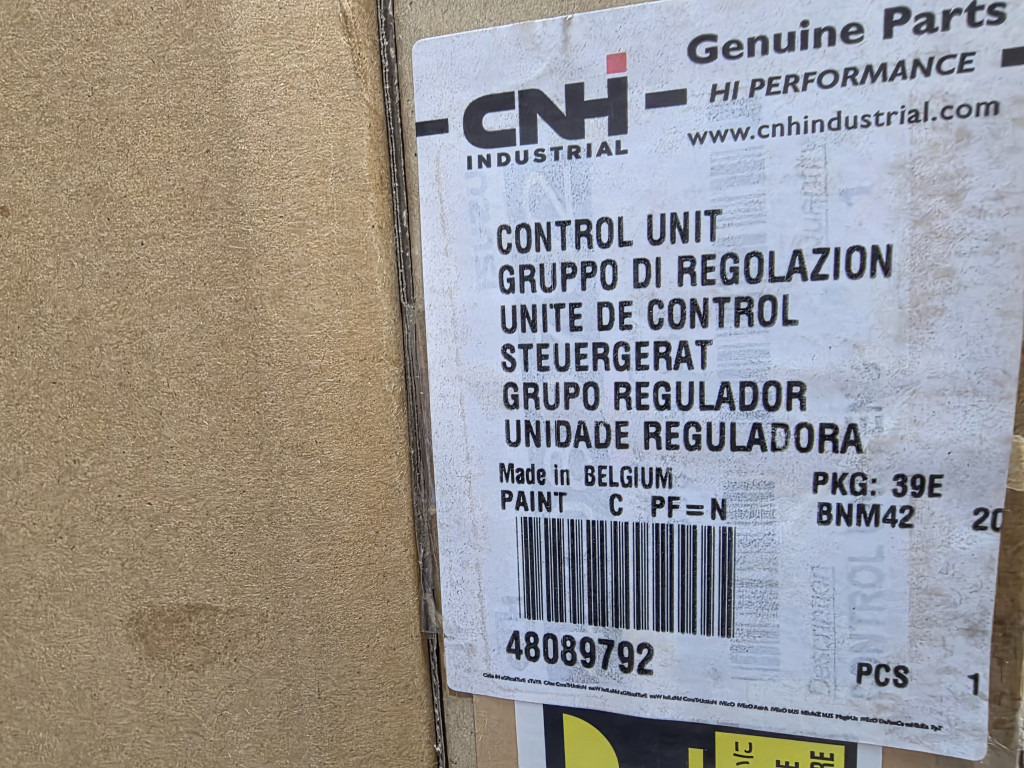 Genuine Parts
HI PERFORMANCE
CNH
INDUSTRIAL
www.cnhindustrial.com
CONTROL UNIT
GRUPPO DI REGOLAZION
UNITE DE CONTROL
STEUERGERAT
GRUPO REGULADOR
UNIDADE REGULADORA
Made in BELGIUM
PKG: 39E
PAINT C PF=N
BNM42 20
48089792
PCS 1